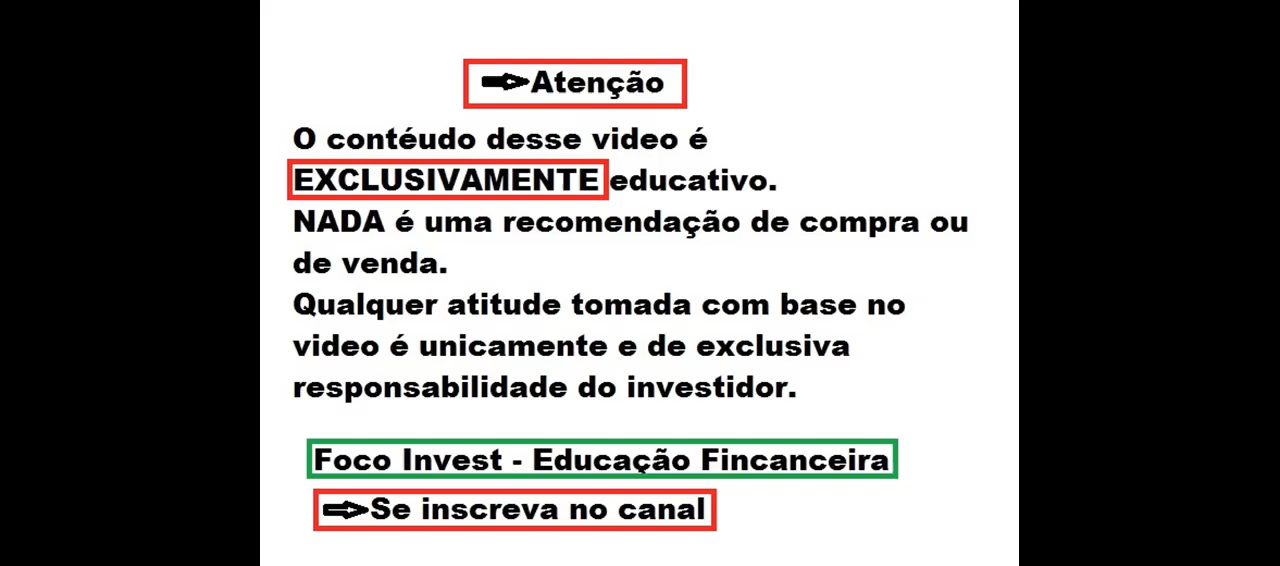 Atenção
O contéudo desse video é
EXCLUSIVAMENTE educativo.
NADA é uma recomendação de compra ou
de venda.
Qualquer atitude tomada com base no
video é unicamente e de exclusiva
responsabilidade do investidor.
Foco Invest - Educação Fincanceira
Se inscreva no canal